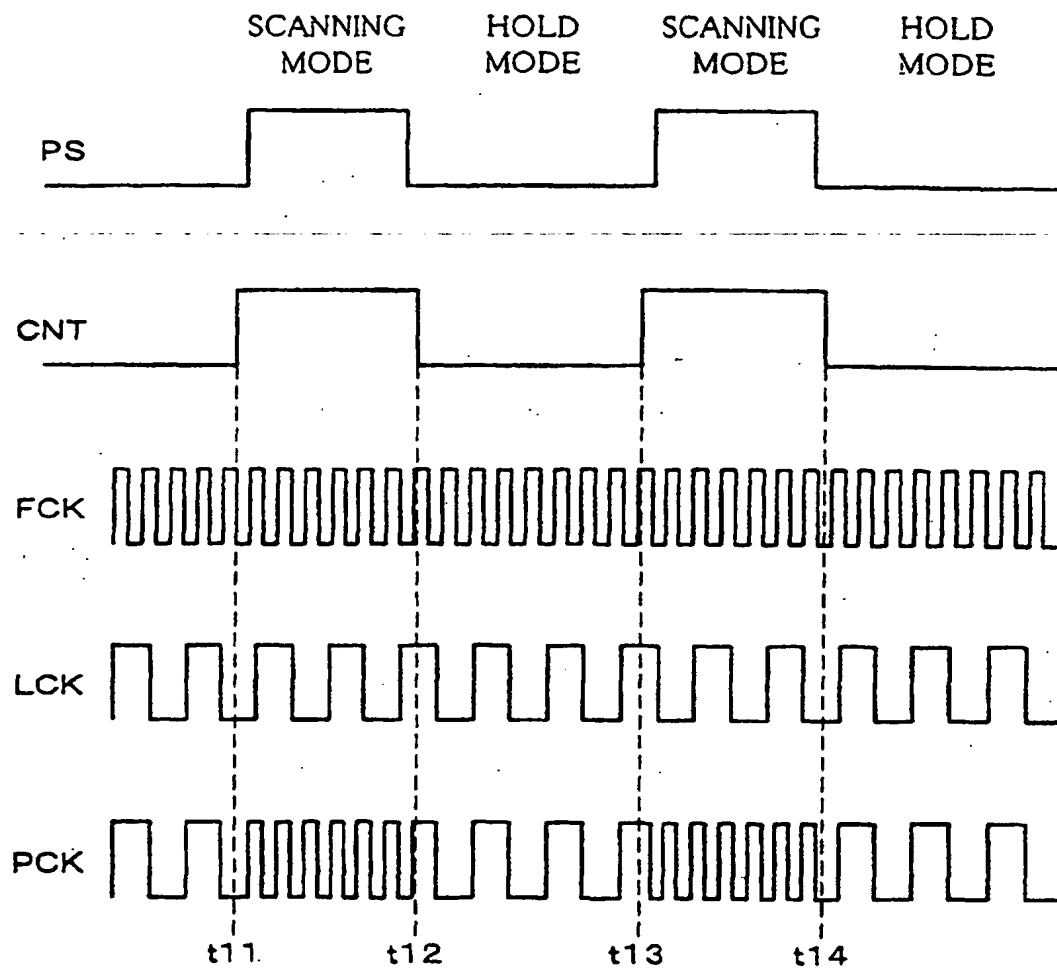 SCANNING MODE
HOLD MODE
SCANNING MODE
HOLD MODE
PS
CNT
FCK
LCK
PCK
t11
t12
t13
t14